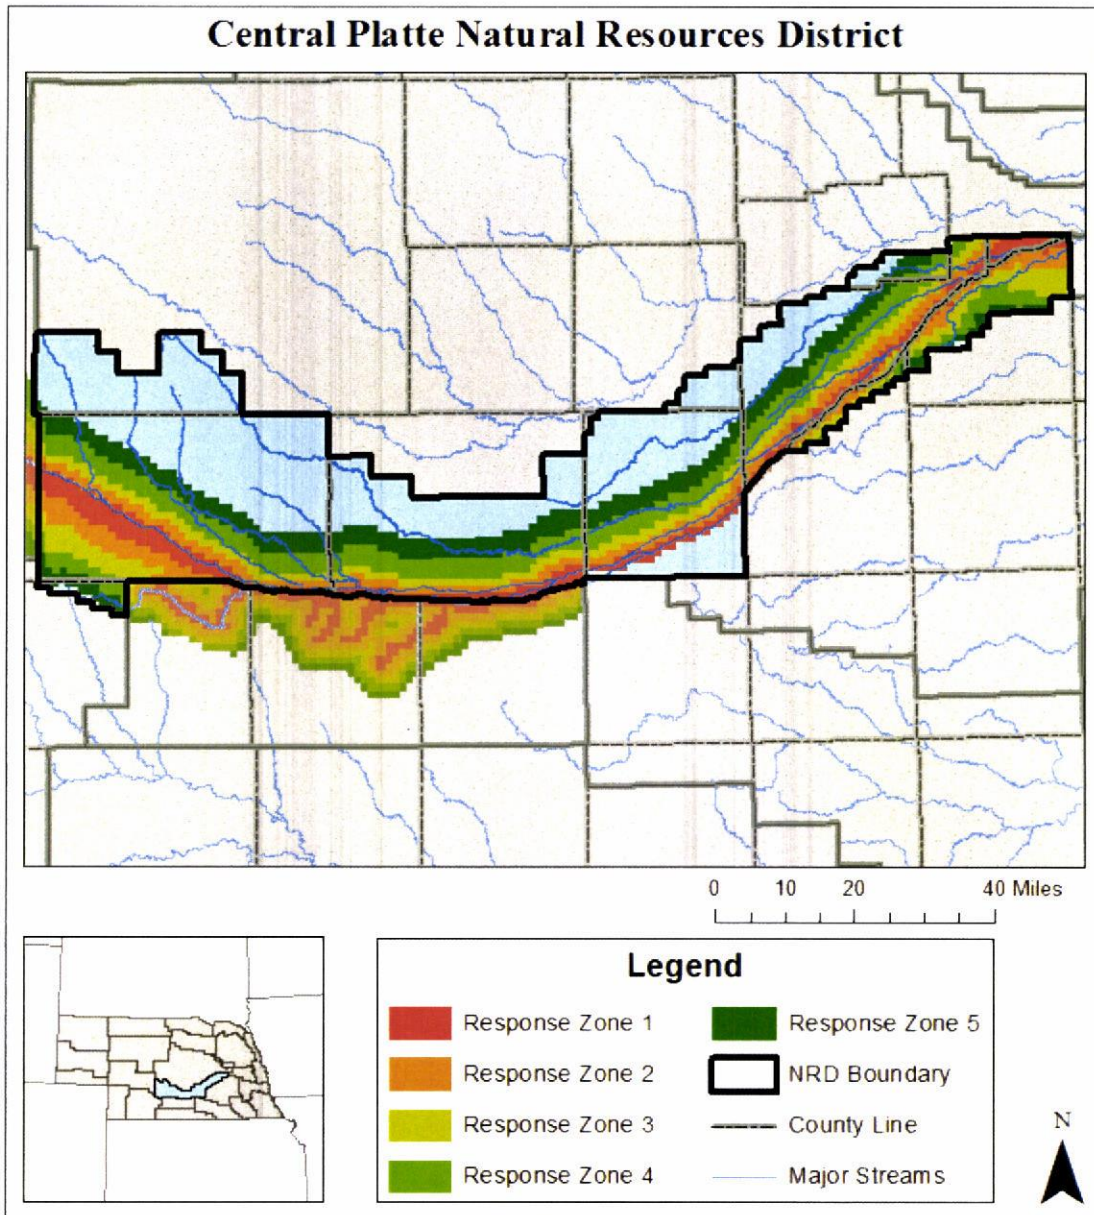 Central Platte Natural Resources District
0 10 20 40 Miles
Legend
Response Zone 1
Response Zone 2
Response Zone 3
Response Zone 4
Response Zone 5
NRD Boundary
County Line
Major Streams
N